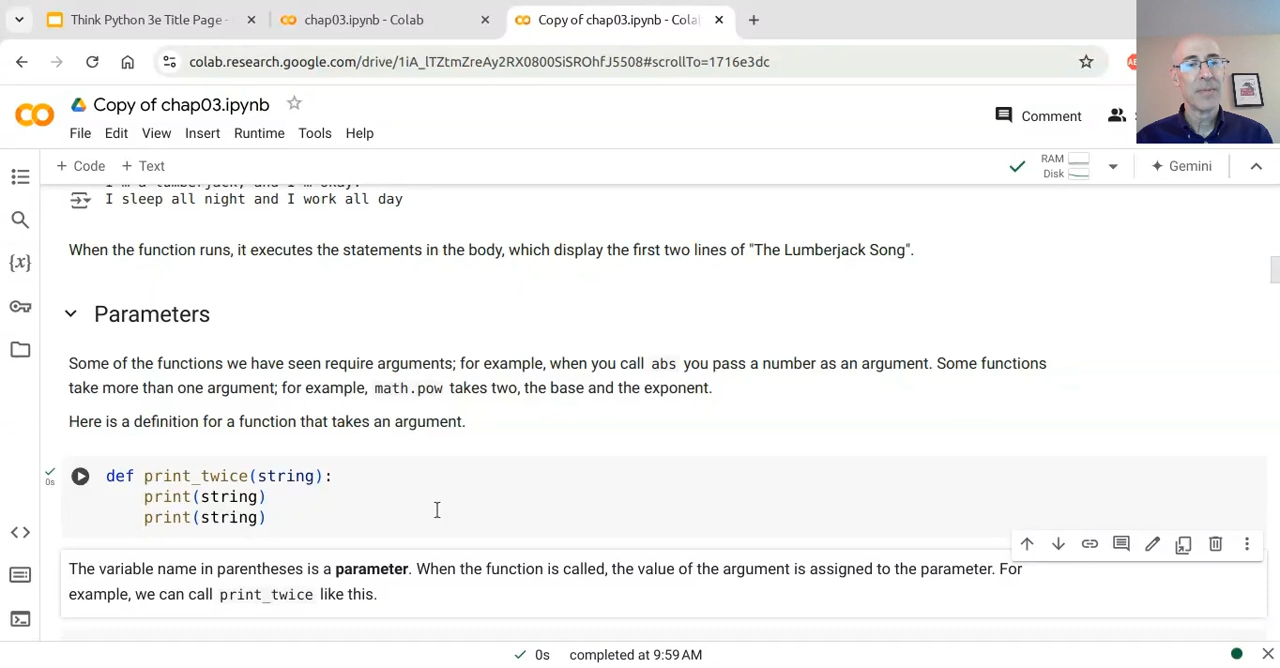 Think Python 3e Title Page -
chap03.ipynb - Colab
Copy of chap03.ipynb - Cola
colab.research.google.com/drive/1iA_lTZtmZreAy2RX0800SiSROhfJ5508#scrollTo=1716e3dc
Copy of chap03.ipynb
Comment
File Edit View Insert Runtime Tools Help
+ Code + Text
RAM
Disk
Gemini
I'm a lumberjack, and I'm okay.
I sleep all night and I work all day
When the function runs, it executes the statements in the body, which display the first two lines of "The Lumberjack Song".
Parameters
Some of the functions we have seen require arguments; for example, when you call abs you pass a number as an argument. Some functions
take more than one argument; for example, math.pow takes two, the base and the exponent.
Here is a definition for a function that takes an argument.
0s
def print_twice(string):
print(string)
print(string)
The variable name in parentheses is a parameter. When the function is called, the value of the argument is assigned to the parameter. For
example, we can call print_twice like this.
0s completed at 9:59 AM